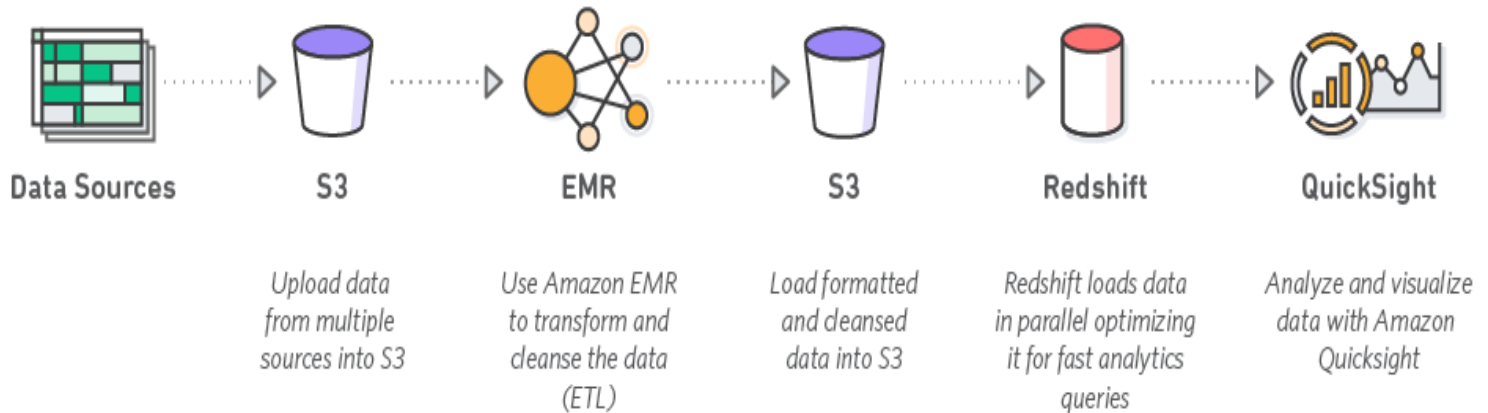 Data Sources
S3
EMR
S3
Redshift
QuickSight
Upload data
from multiple
sources into S3
Use Amazon EMR
to transform and
cleanse the data
(ETL)
Load formatted
and cleansed
data into S3
Redshift loads data
in parallel optimizing
it for fast analytics
queries
Analyze and visualize
data with Amazon
Quicksight